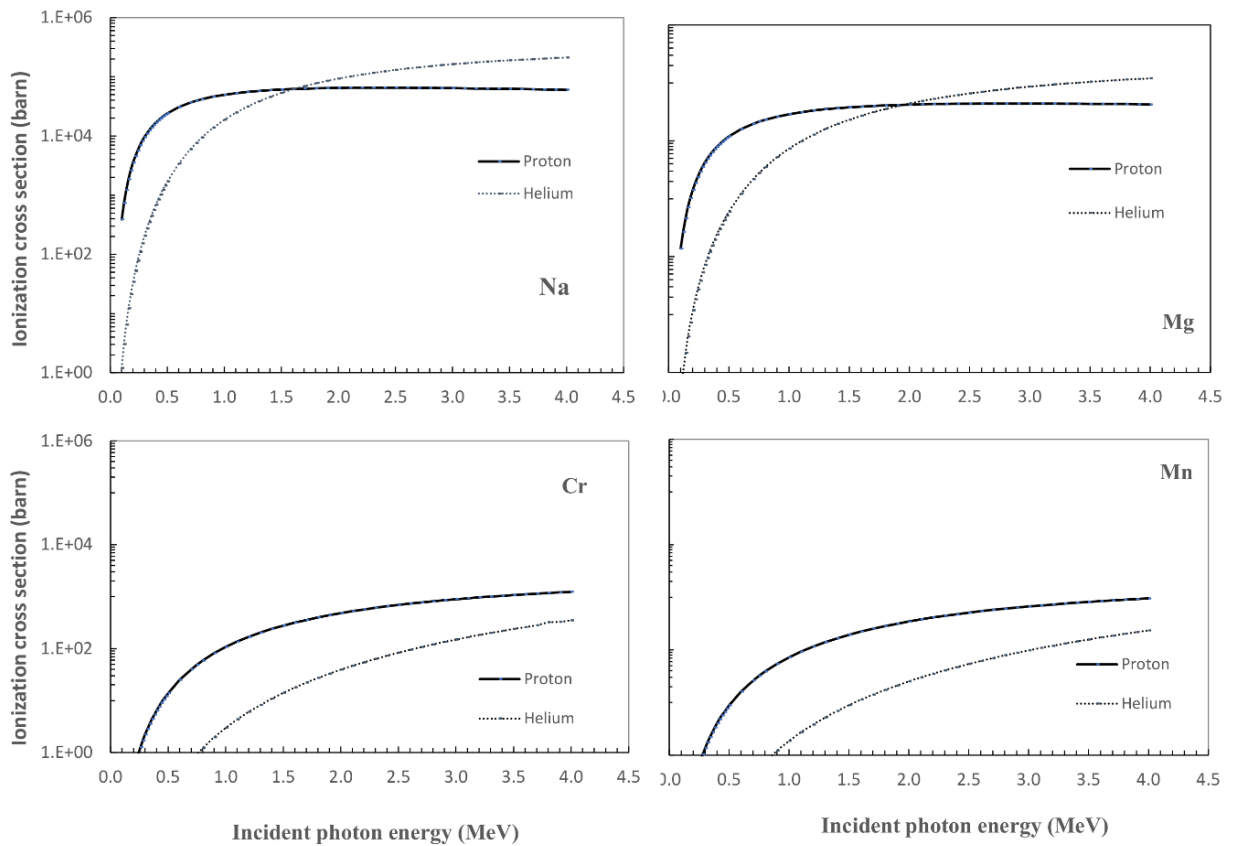 Ionization cross section (barn)
1.E+06
1.E+04
1.E+02
1.E+00
Proton
Helium
Na
0.0 0.5 1.0 1.5 2.0 2.5 3.0 3.5 4.0 4.5
Proton
Helium
Mg
).0 0.5 1.0 1.5 2.0 2.5 3.0 3.5 4.0 4.5
Ionization cross section (barn)
1.E+06
1.E+04
1.E+02
1.E+00
Cr
Proton
Helium
0.0 0.5 1.0 1.5 2.0 2.5 3.0 3.5 4.0 4.5
Incident photon energy (MeV)
Mn
Proton
Helium
).0 0.5 1.0 1.5 2.0 2.5 3.0 3.5 4.0 4.5
Incident photon energy (MeV)